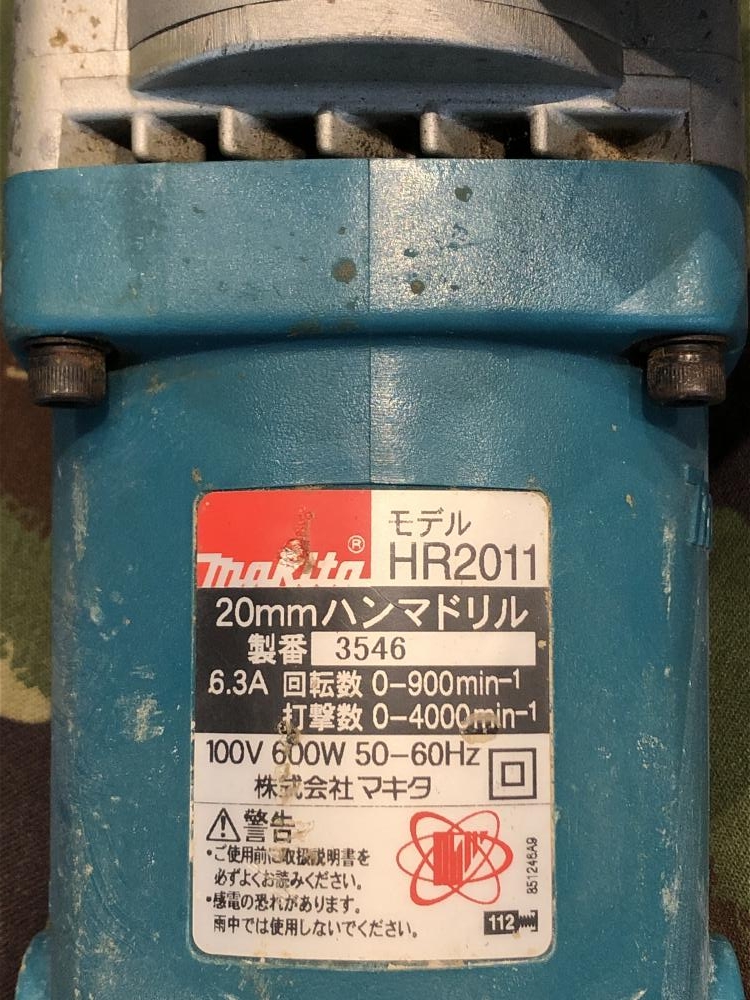 makita®
モデル
HR2011
20mmハンマドリル
製番 3546
6.3A 回転数 0-900min-1
打撃数 0-4000min-1
100V 600W 50-60Hz
株式会社 マキタ
警告
・ご使用前に取扱説明書を
必ずよくお読みください。
・感電の恐れがあります。
雨中では使用しないでください。
851246A9
112